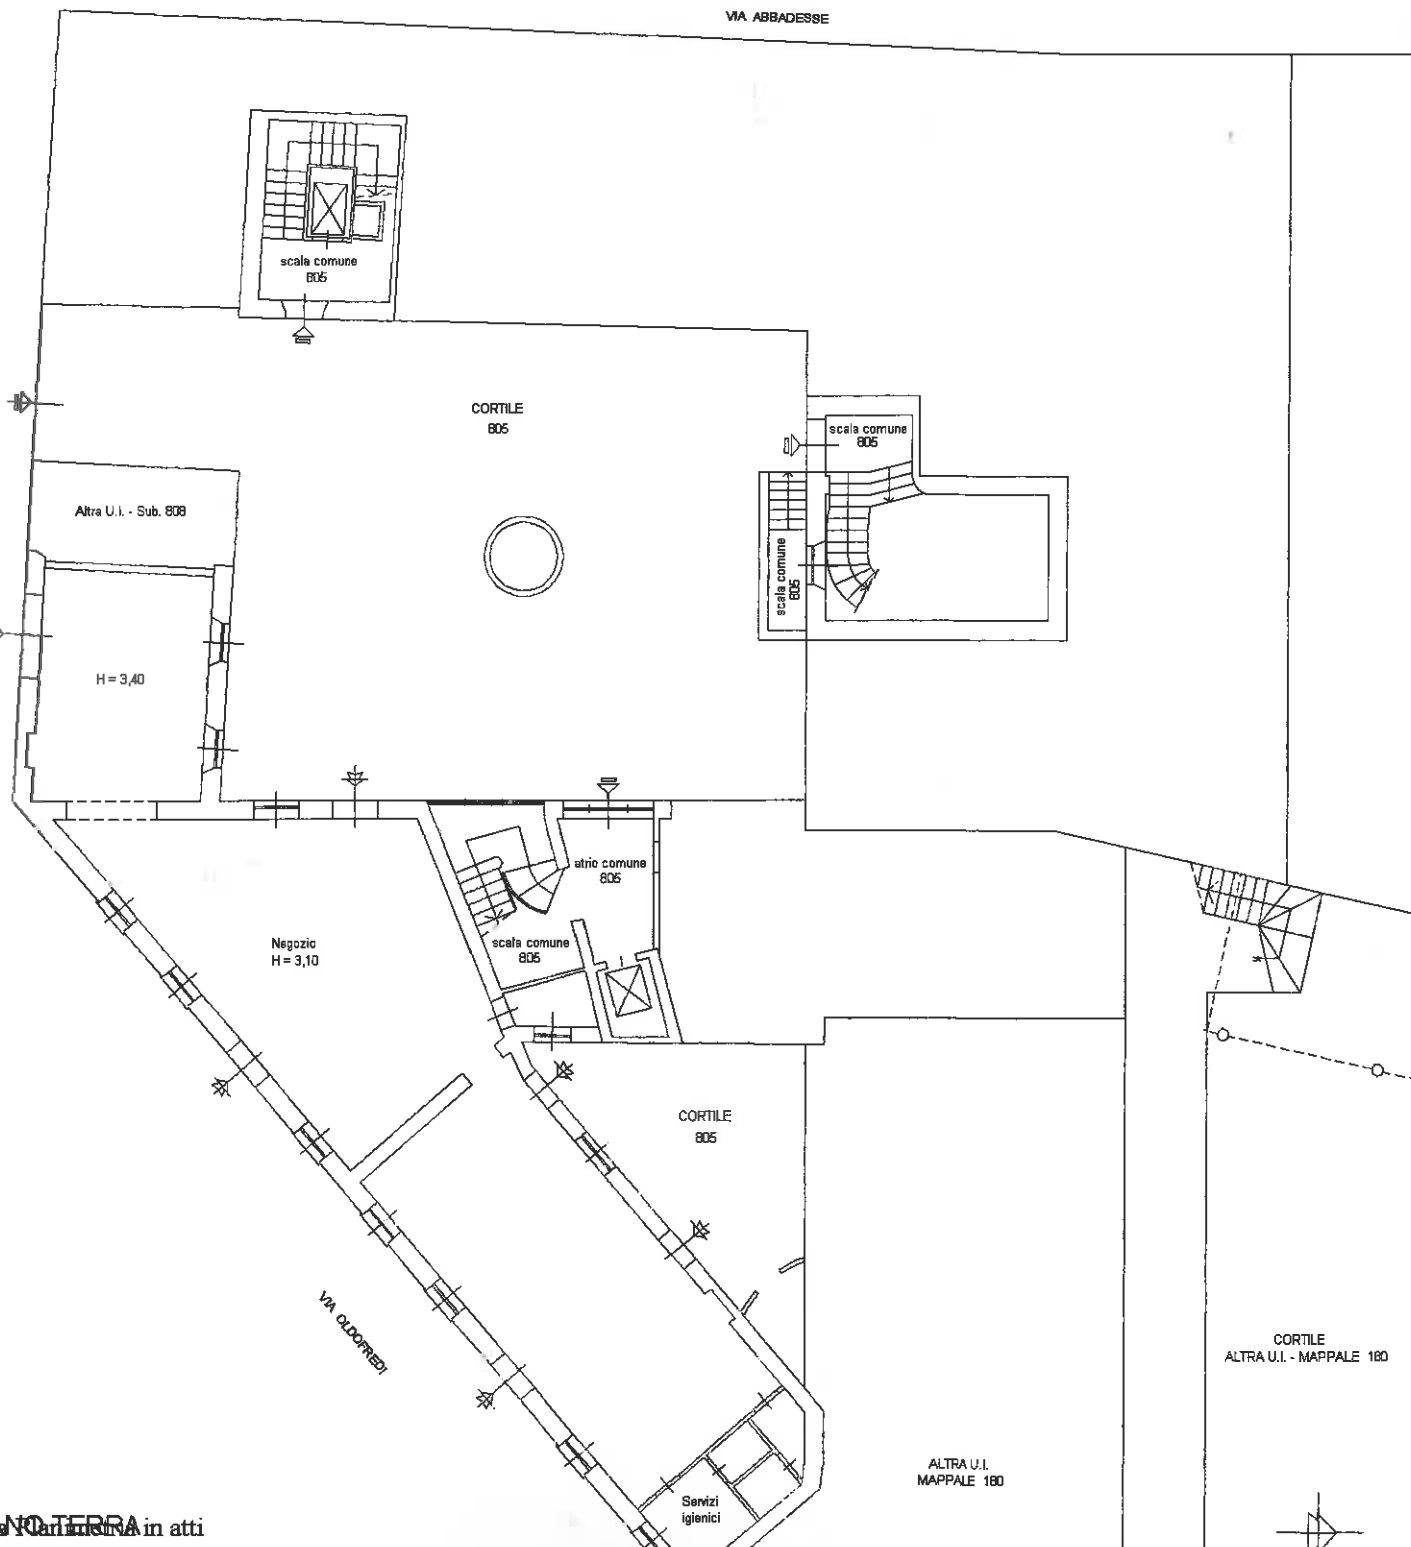 VIA ABBADESSE
scala comune
805
CORTILE
805
scala comune
805
Altra U.I. - Sub. 808
scala comune
805
H = 3,40
atrio comune
805
Negozio
H = 3,10
scala comune
805
CORTILE
805
VIA OLDOFREDI
CORTILE
ALTRA U.I. - MAPPALE 180
ALTRA U.I.
MAPPALE 180
Servizi
igienici
NO TERRA in atti